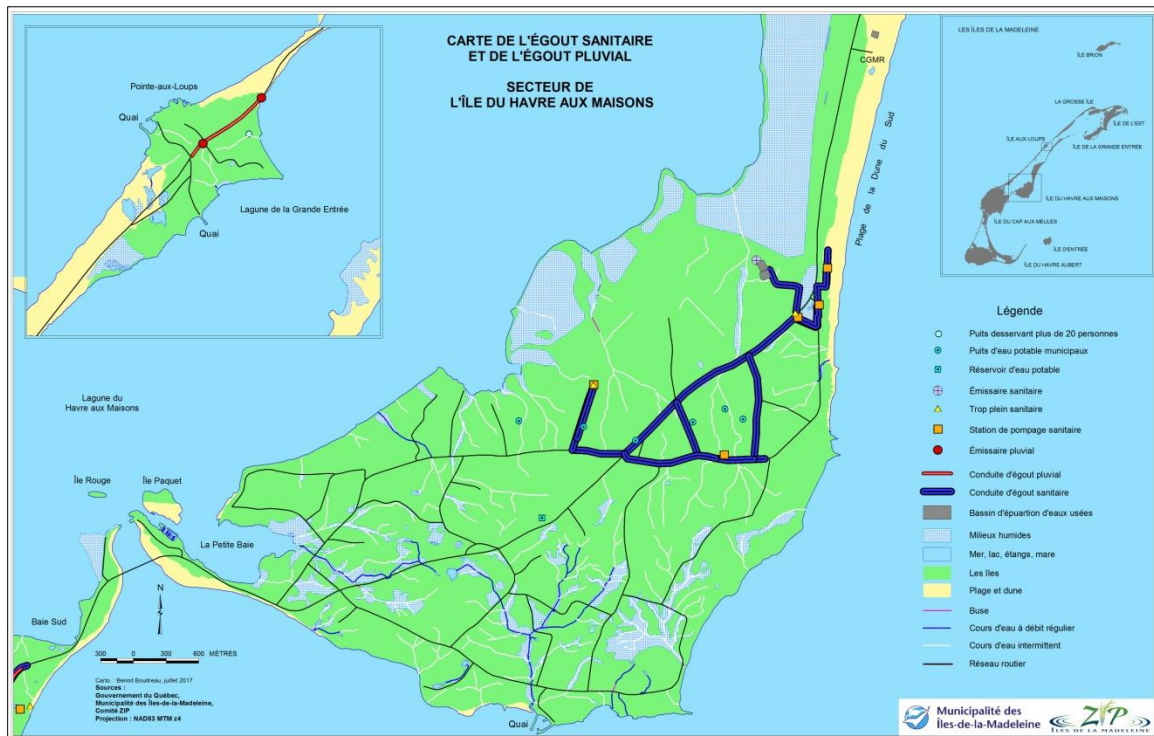 CARTE DE L'ÉGOUT SANITAIRE
ET DE L'ÉGOUT PLUVIAL
SECTEUR DE
L'ÎLE DU HAVRE AUX MAISONS
Pointe-aux-Loups
Quai
Lagune de la Grande Entrée
Quai
CGMR
Plage de la Dune du Sud
LES ÎLES DE LA MADELEINE
ÎLE BRION
LA GROSSE ÎLE
ÎLE DE L'EST
ÎLE AUX LOUPS
ÎLE DE LA GRANDE ENTRÉE
ÎLE DU HAVRE AUX MAISONS
ÎLE DU CAP AUX MEULES
ÎLE D'ENTRÉE
ÎLE DU HAVRE AUBERT
Légende
Puits desservant plus de 20 personnes
Puits d'eau potable municipaux
Réservoir d'eau potable
Émissaire sanitaire
Trop plein sanitaire
Station de pompage sanitaire
Émissaire pluvial
Conduite d'égout pluvial
Conduite d'égout sanitaire
Bassin d'épuartion d'eaux usées
Milieux humides
Mer, lac, étangs, mare
Les îles
Plage et dune
Buse
Cours d'eau à débit régulier
Cours d'eau intermittent
Réseau routier
Lagune du
Havre aux Maisons
Île Rouge
Île Paquet
La Petite Baie
Baie Sud
N
300 0 300 600 MÈTRES
Carto. : Benoit Boudreau, juillet 2017
Sources :
Gouvernement du Québec,
Municipalité des Îles-de-la-Madeleine,
Comité ZIP
Projection : NAD83 MTM z4
Quai
Municipalité des
Îles-de-la-Madeleine
ZIP
ÎLES DE LA MADELEINE